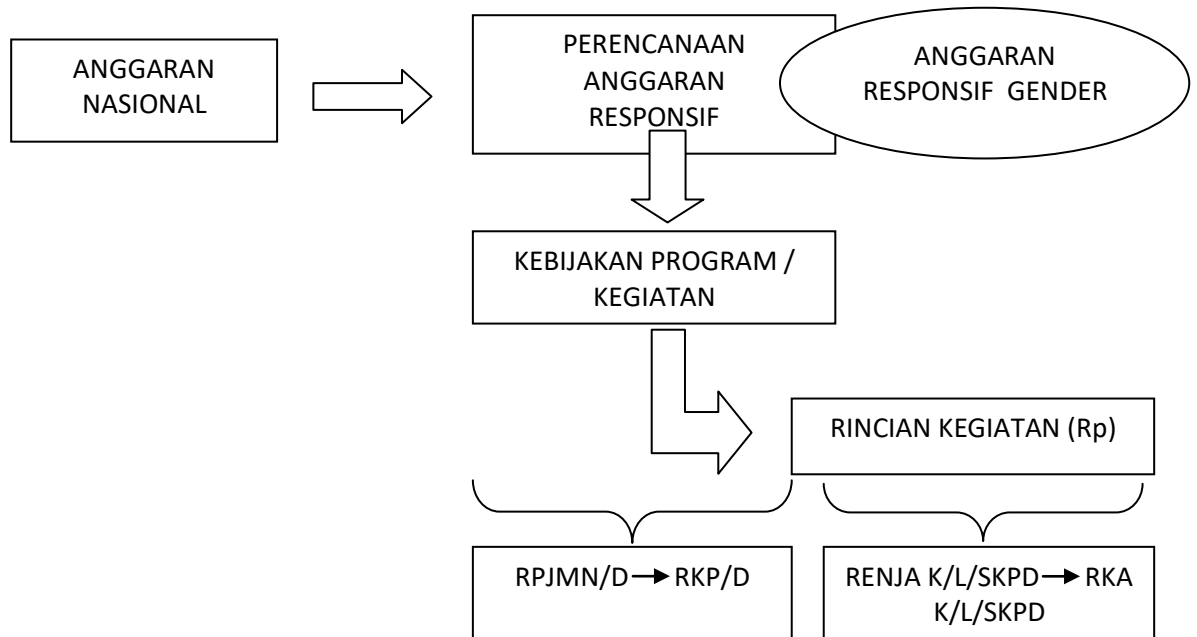 ANGGARAN
NASIONAL
PERENCANAAN
ANGGARAN
RESPONSIF
ANGGARAN
RESPONSIF GENDER
KEBIJAKAN PROGRAM /
KEGIATAN
RINCIAN KEGIATAN (Rp)
RPJMN/D → RKP/D
RENJA K/L/SKPD → RKA
K/L/SKPD